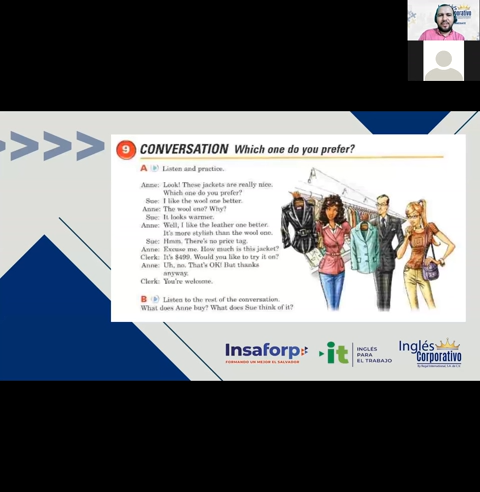 9 CONVERSATION Which one do you prefer?
A Listen and practice.
Anne: Look! These jackets are really nice.
Which one do you prefer?
Sue: I like the wool one better.
Anne: The wool one? Why?
Sue: It looks warmer.
Anne: Well, I like the leather one better.
It's more stylish than the wool one.
Sue: Hmm. There's no price tag.
Anne: Excuse me. How much is this jacket?
Clerk: It's $499. Would you like to try it on?
Anne: Uh, no. That's OK! But thanks
anyway.
Clerk: You're welcome.
B Listen to the rest of the conversation.
What does Anne buy? What does Sue think of it?
Insaforp
FORMANDO UN MEJOR EL SALVADOR
it
INGLÉS
PARA
EL TRABAJO
Inglés
Corporativo